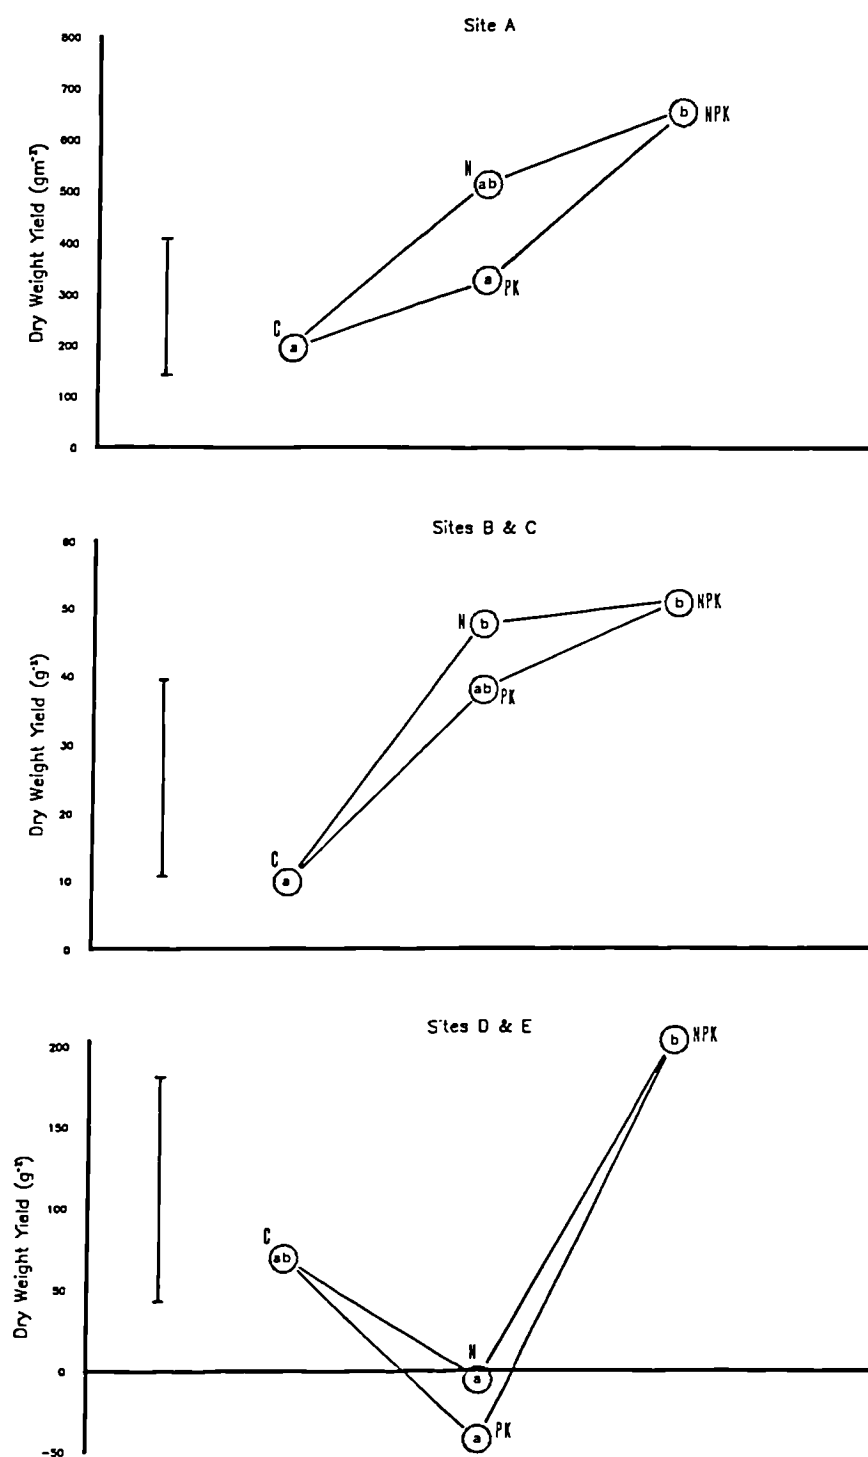 Site A
Dry Weight Yield (gm⁻²)
800
700
600
500
400
300
200
100
0
C
a
N
ab
a
PK
b
NPK
Sites B & C
Dry Weight Yield (g⁻²)
60
50
40
30
20
10
0
C
a
N
b
ab
PK
b
NPK
Sites D & E
Dry Weight Yield (g⁻²)
200
150
100
50
0
-50
C
ab
N
a
a
PK
b
NPK